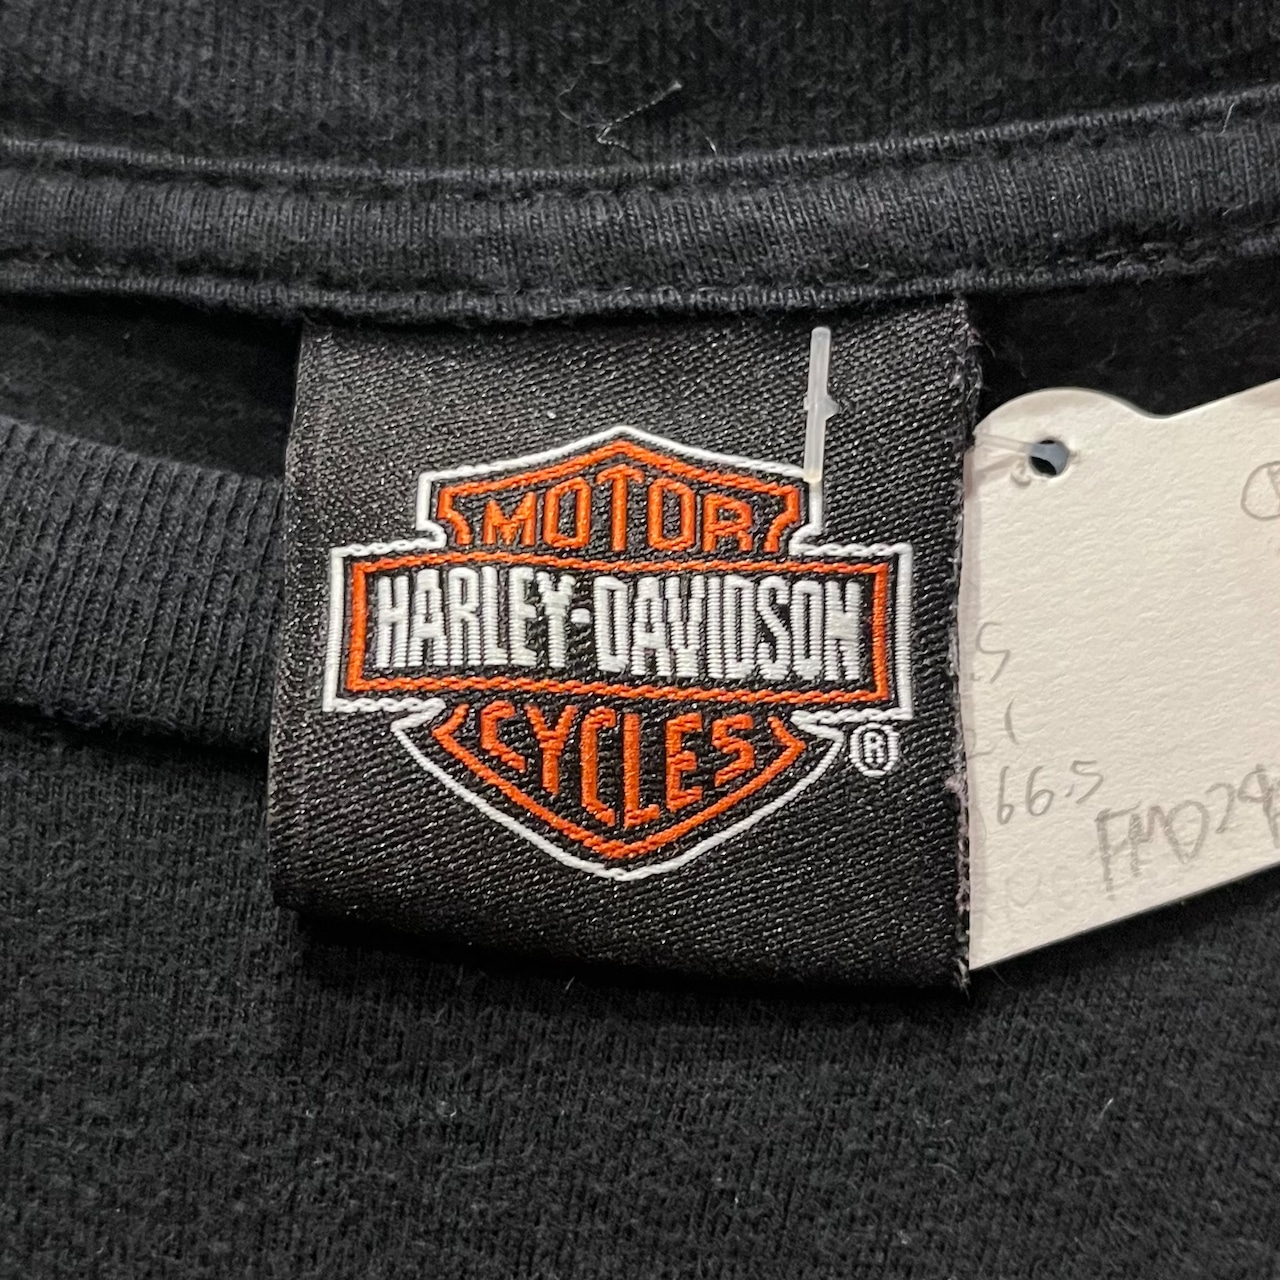 MOTOR
HARLEY-DAVIDSON
CYCLES
®
66.5